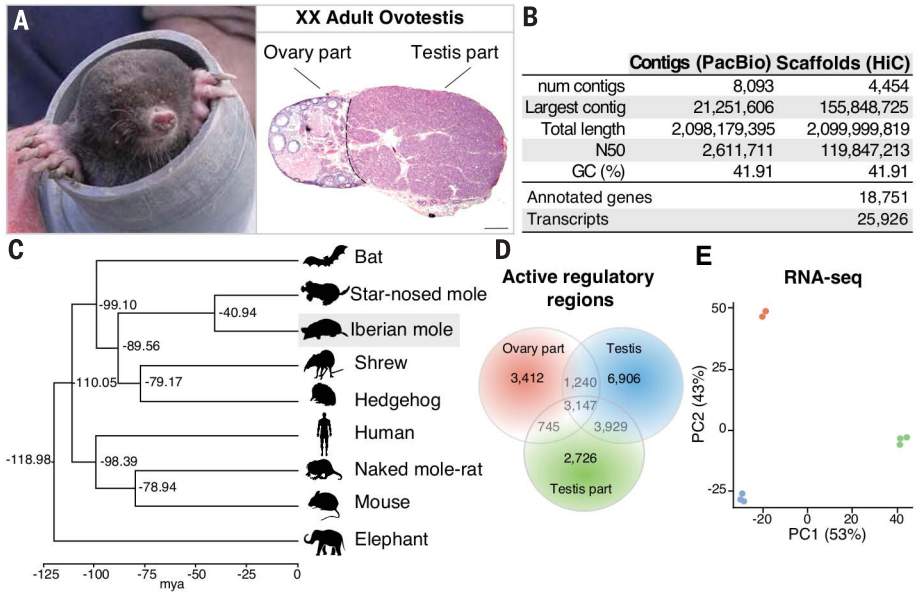 A
XX Adult Ovotestis
Ovary part
Testis part
B
Contigs (PacBio) Scaffolds (HiC)
num contigs 8,093 4,454
Largest contig 21,251,606 155,848,725
Total length 2,098,179,395 2,099,999,819
N50 2,611,711 119,847,213
GC (%) 41.91 41.91
Annotated genes 18,751
Transcripts 25,926
C
Bat
-99.10
Star-nosed mole
-40.94
Iberian mole
-89.56
Shrew
-79.17
110.05
Hedgehog
Human
-118.98
-98.39
Naked mole-rat
-78.94
Mouse
Elephant
-125 -100 -75 -50 -25 0
mya
D
Active regulatory
regions
Ovary part
Testis
3,412
1,240
6,906
3,147
745
3,929
2,726
Testis part
E
RNA-seq
50
25
0
-25
PC2 (43%)
-20 0 20 40
PC1 (53%)